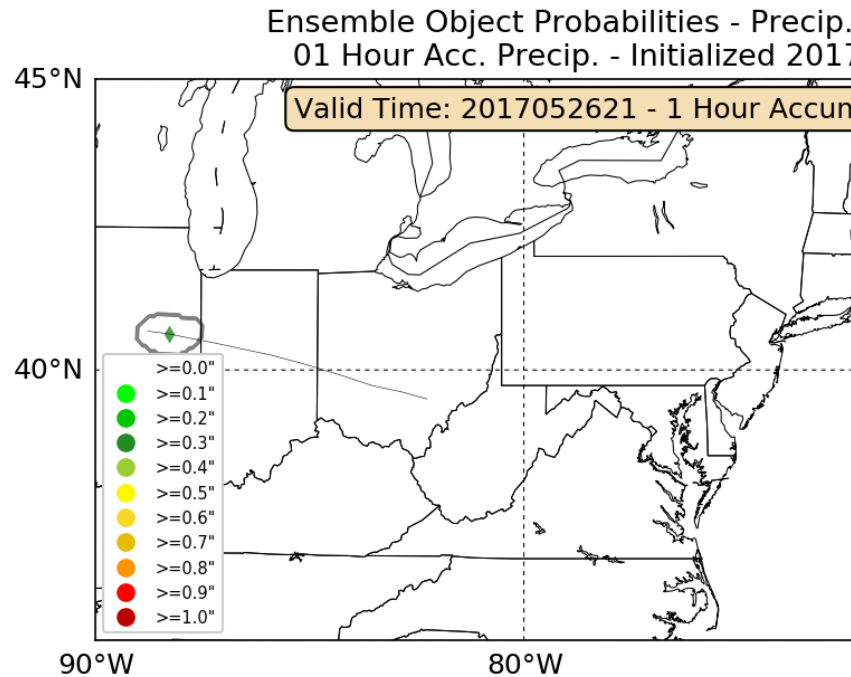 Ensemble Object Probabilities - Precip.
01 Hour Acc. Precip. - Initialized 2017
45°N
Valid Time: 2017052621 - 1 Hour Accum
40°N
>=0.0"
>=0.1"
>=0.2"
>=0.3"
>=0.4"
>=0.5"
>=0.6"
>=0.7"
>=0.8"
>=0.9"
>=1.0"
90°W
80°W